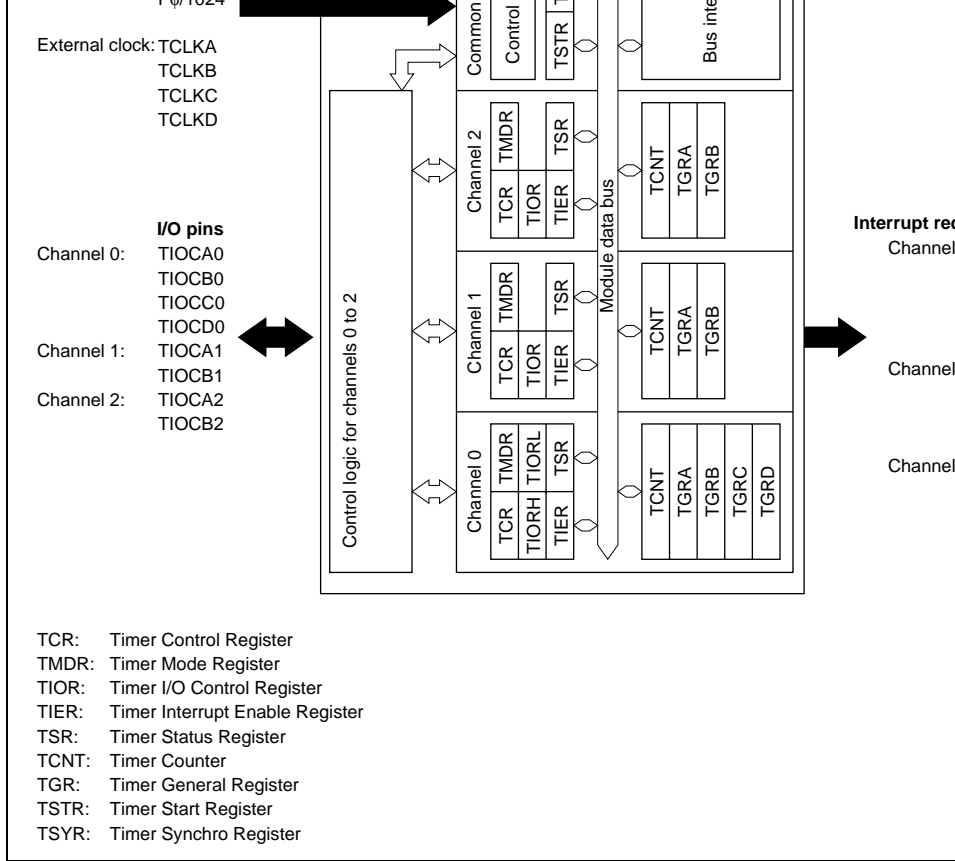 External clock: TCLKA
TCLKB
TCLKC
TCLKD
I/O pins
Channel 0: TIOCA0
TIOCB0
TIOCC0
TIOCD0
Channel 1: TIOCA1
TIOCB1
Channel 2: TIOCA2
TIOCB2
Control logic for channels 0 to 2
Common
Control
TSTR
Channel 2
TCR
TMDR
TIOR
TIER
TSR
TCNT
TGRA
TGRB
Channel 1
TCR
TMDR
TIOR
TIER
TSR
TCNT
TGRA
TGRB
Channel 0
TCR
TMDR
TIORH
TIORL
TIER
TSR
TCNT
TGRA
TGRB
TGRC
TGRD
Module data bus
Bus
Interrupt
Channel
Channel
Channel
TCR: Timer Control Register
TMDR: Timer Mode Register
TIOR: Timer I/O Control Register
TIER: Timer Interrupt Enable Register
TSR: Timer Status Register
TCNT: Timer Counter
TGR: Timer General Register
TSTR: Timer Start Register
TSYR: Timer Synchro Register